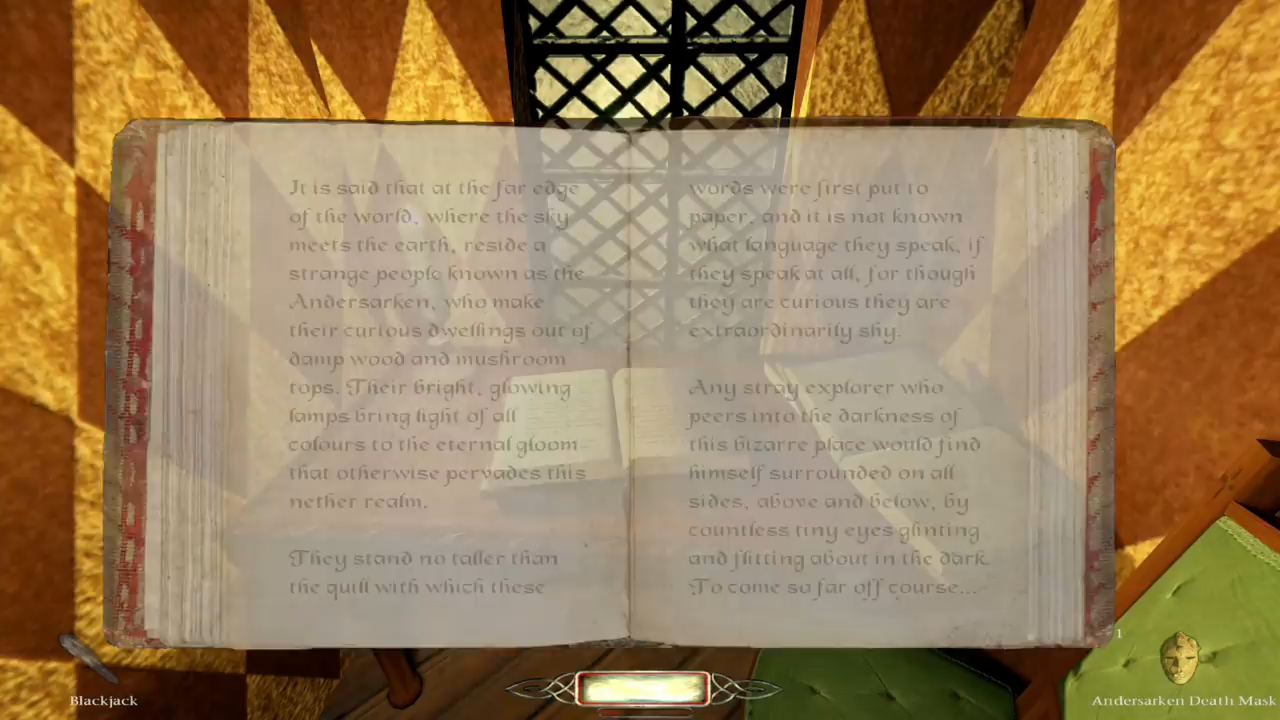 It is said that at the far edge
of the world, where the sky
meets the earth, reside a
strange people known as the
Andersarken, who make
their curious dwellings out of
damp wood and mushroom
tops. Their bright, glowing
lamps bring light of all
colours to the eternal gloom
that otherwise pervades this
nether realm.
They stand no taller than
the quill with which these
words were first put to
paper, and it is not known
what language they speak, if
they speak at all, for though
they are curious they are
extraordinarily shy.
Any stray explorer who
peers into the darkness of
this bizarre place would find
himself surrounded on all
sides, above and below, by
countless tiny eyes glinting
and flitting about in the dark.
To come so far off course...
Blackjack
1
Andersarken Death Mask